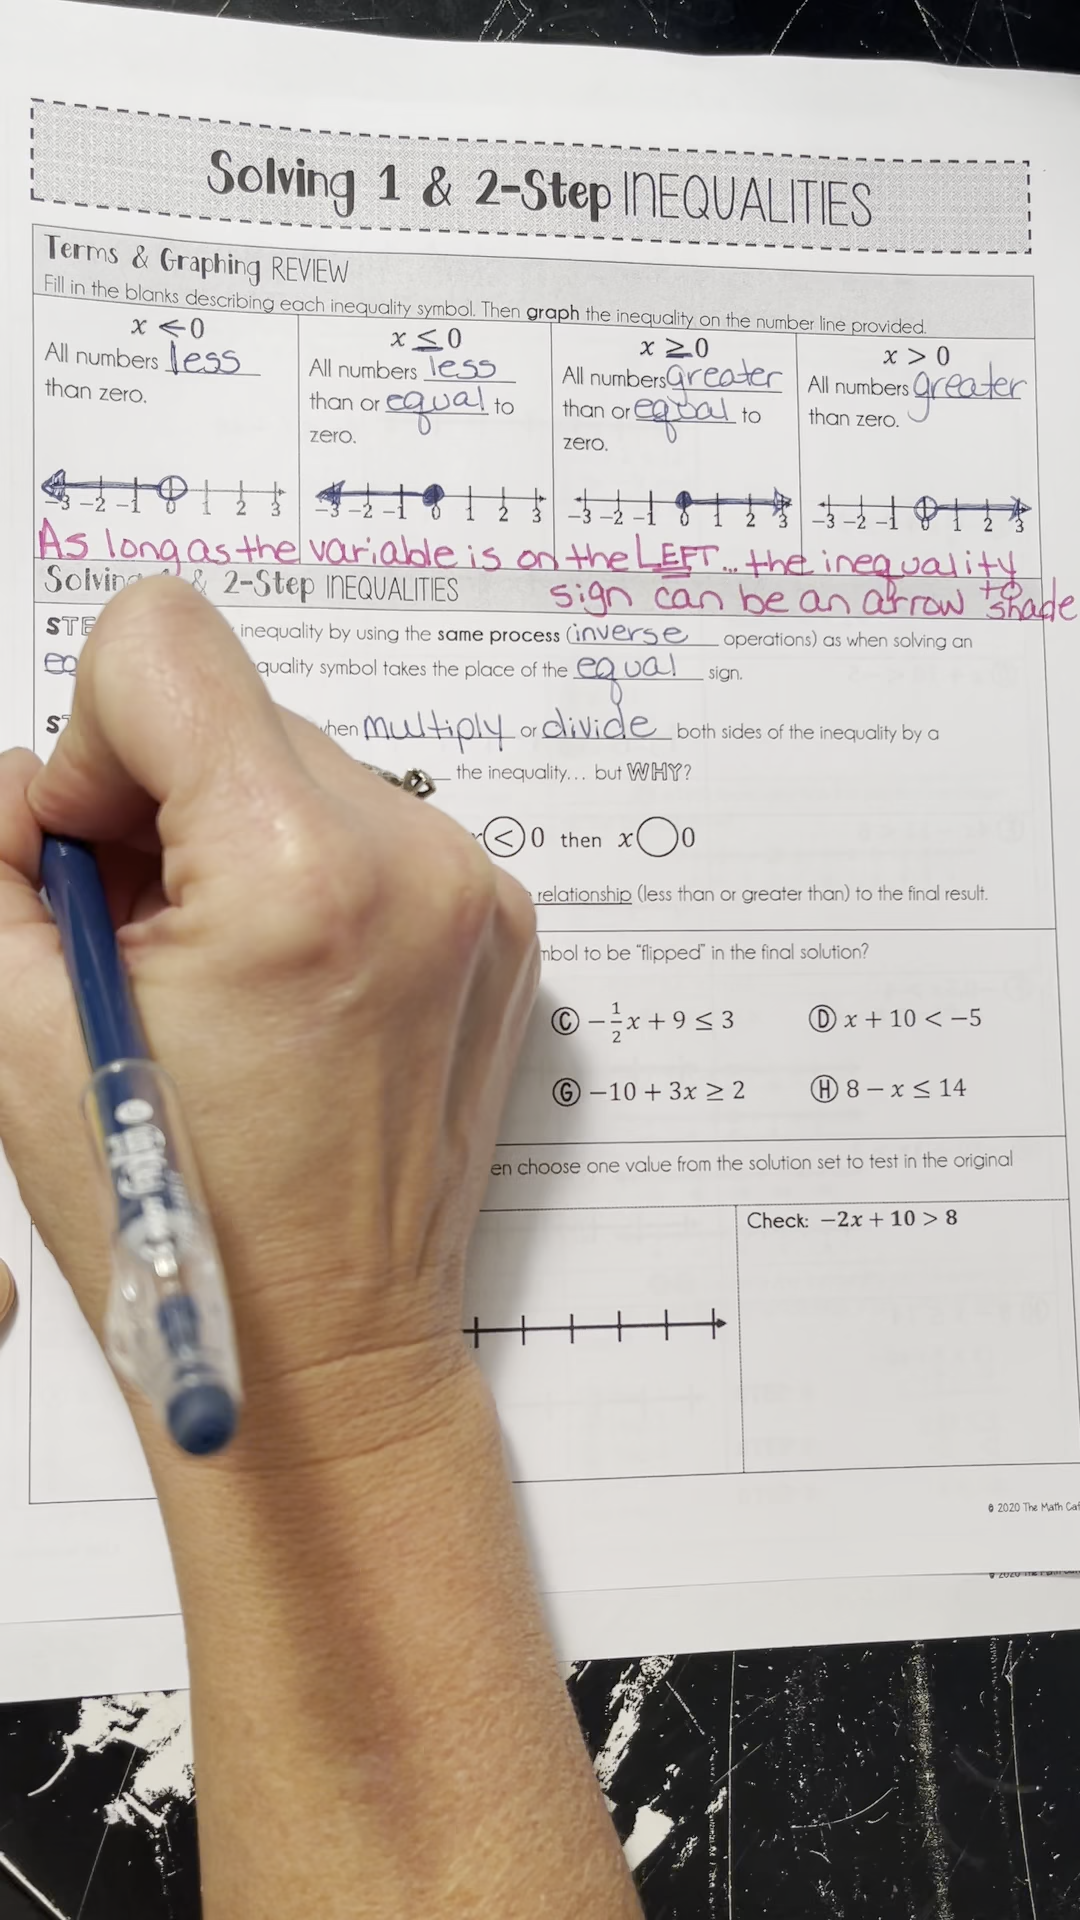 Solving 1 & 2-Step INEQUALITIES
Terms & Graphing REVIEW
Fill in the blanks describing each inequality symbol. Then graph the inequality on the number line provided.
x < 0
All numbers less
than zero.
-3 -2 -1 0 1 2 3
x ≤ 0
All numbers less
than or equal to
zero.
-3 -2 -1 0 1 2 3
x ≥ 0
All numbers greater
than or equal to
zero.
-3 -2 -1 0 1 2 3
x > 0
All numbers greater
than zero.
-3 -2 -1 0 1 2 3
As long as the variable is on the LEFT... the inequality
sign can be an arrow to shade
Solving & 2-Step INEQUALITIES
inequality by using the same process (inverse operations) as when solving an
symbol takes the place of the equal sign.
when multiply or divide both sides of the inequality by a
the inequality... but WHY?
< 0 then x 0
relationship (less than or greater than) to the final result.
to be "flipped" in the final solution?
C -1/2x + 9 ≤ 3
D x + 10 < -5
G -10 + 3x ≥ 2
H 8 - x ≤ 14
choose one value from the solution set to test in the original
Check: -2x + 10 > 8
© 2020 The Math